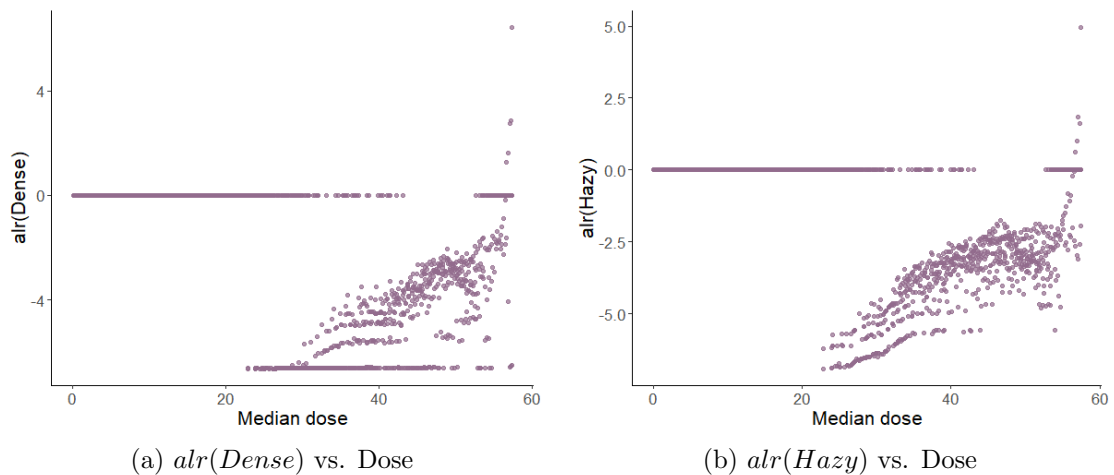 4
0
-4
alr(Dense)
0
20
40
60
Median dose
(a) alr(Dense) vs. Dose
5.0
2.5
0.0
-2.5
-5.0
alr(Hazy)
0
20
40
60
Median dose
(b) alr(Hazy) vs. Dose